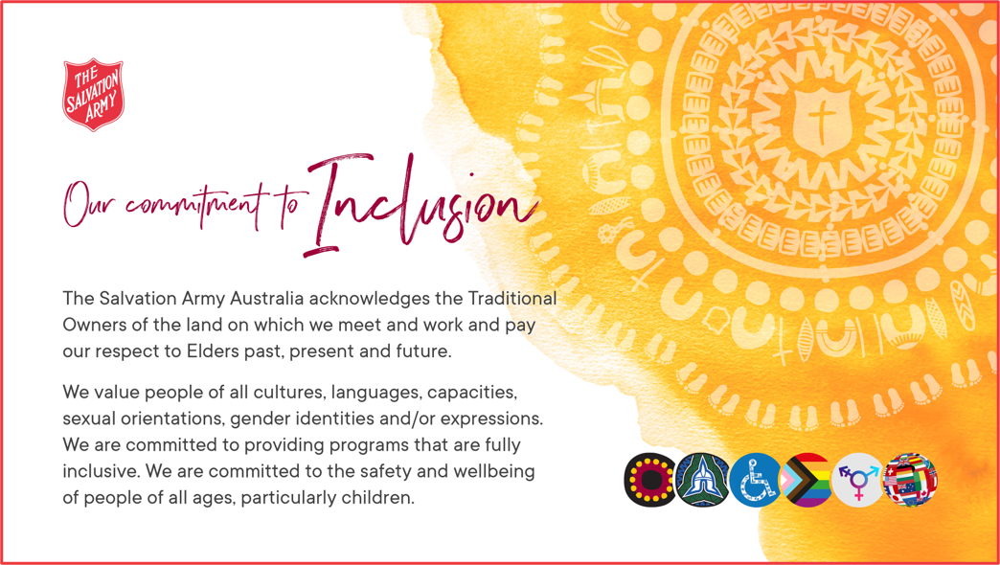 THE
SALVATION
ARMY
Our commitment to Inclusion
The Salvation Army Australia acknowledges the Traditional
Owners of the land on which we meet and work and pay
our respect to Elders past, present and future.
We value people of all cultures, languages, capacities,
sexual orientations, gender identities and/or expressions.
We are committed to providing programs that are fully
inclusive. We are committed to the safety and wellbeing
of people of all ages, particularly children.